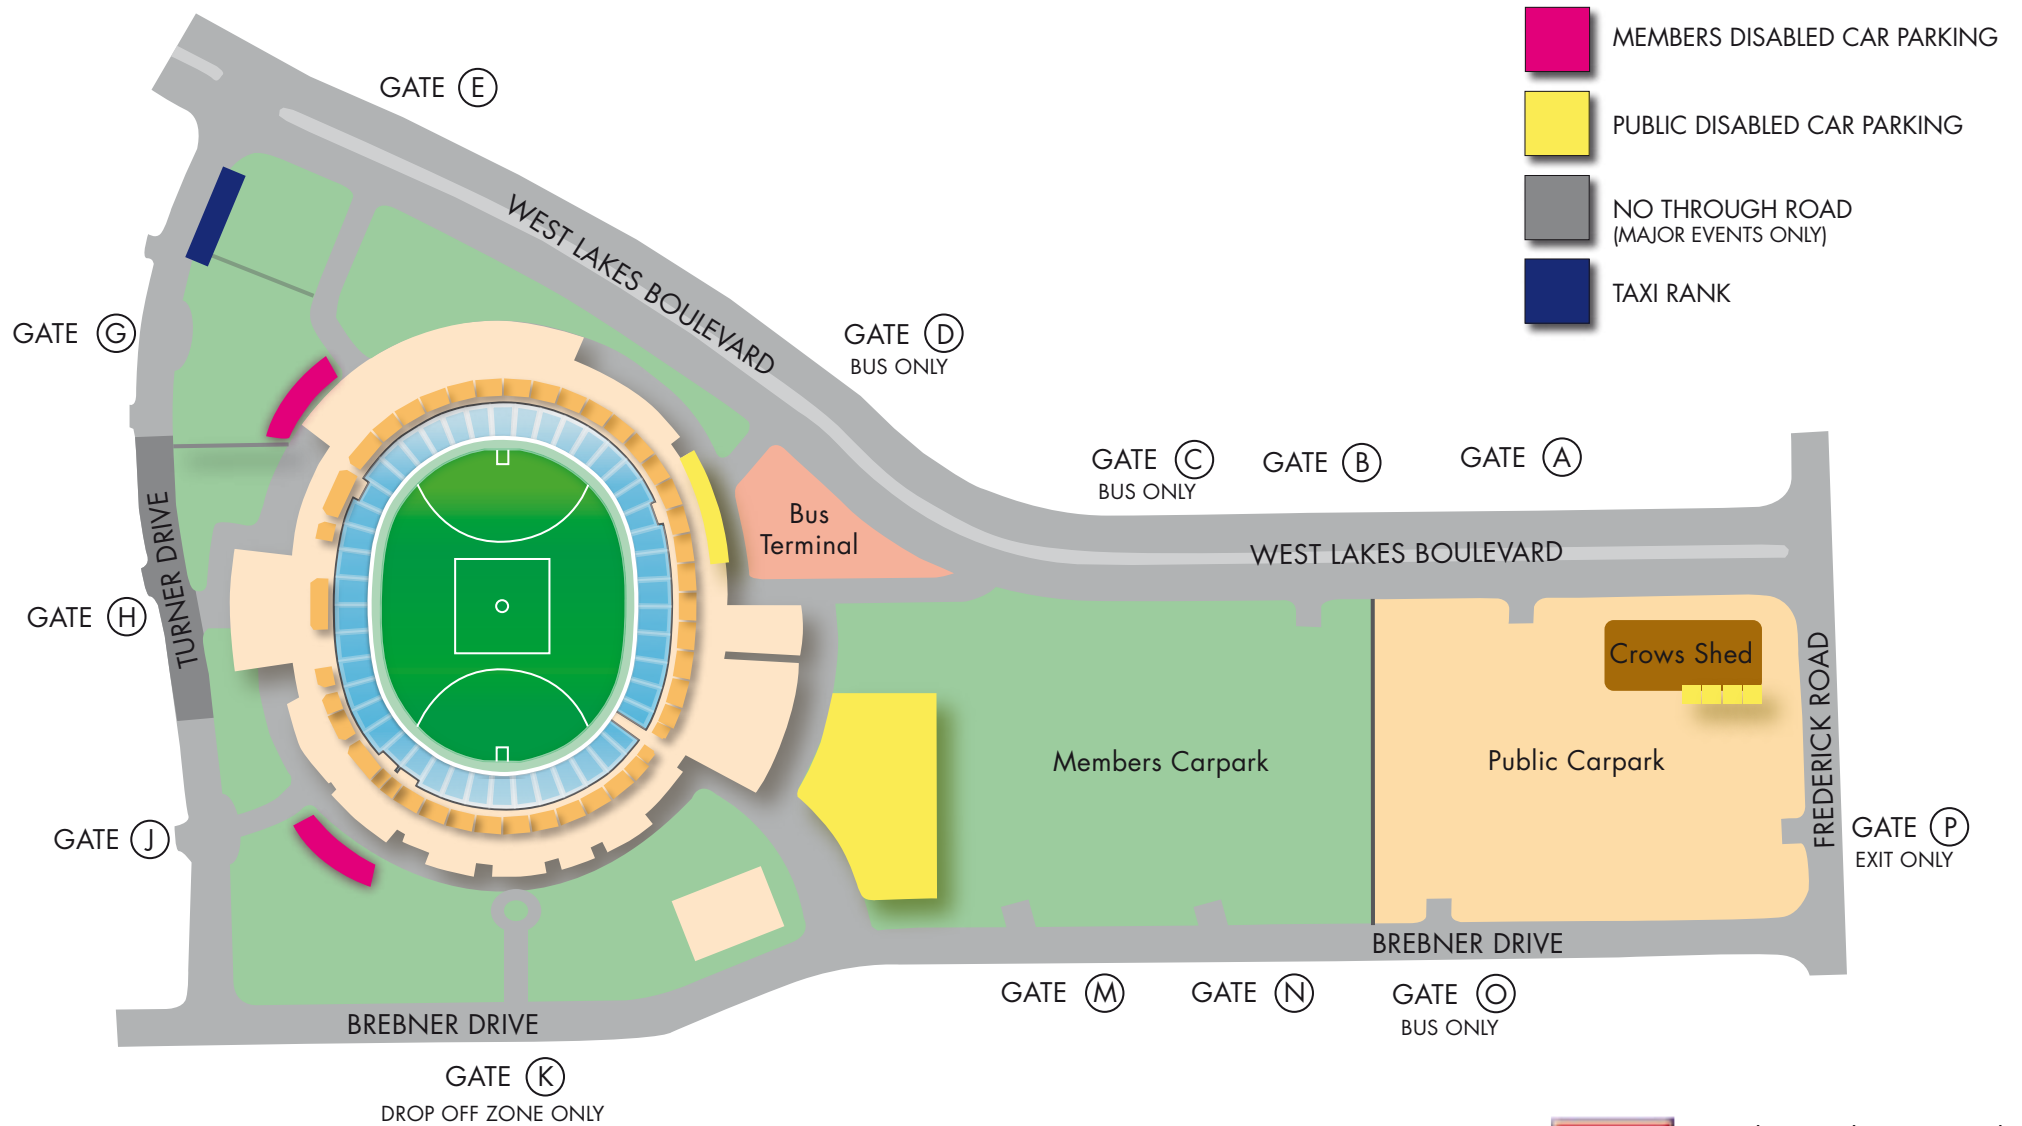 MEMBERS DISABLED CAR PARKING
PUBLIC DISABLED CAR PARKING
NO THROUGH ROAD
(MAJOR EVENTS ONLY)
TAXI RANK
GATE E
WEST LAKES BOULEVARD
GATE G
GATE D
BUS ONLY
GATE C
BUS ONLY
GATE B
GATE A
Bus
Terminal
WEST LAKES BOULEVARD
TURNER DRIVE
GATE H
Crows Shed
FREDERICK ROAD
Members Carpark
Public Carpark
GATE J
GATE P
EXIT ONLY
BREBNER DRIVE
GATE M
GATE N
GATE O
BUS ONLY
BREBNER DRIVE
GATE K
DROP OFF ZONE ONLY